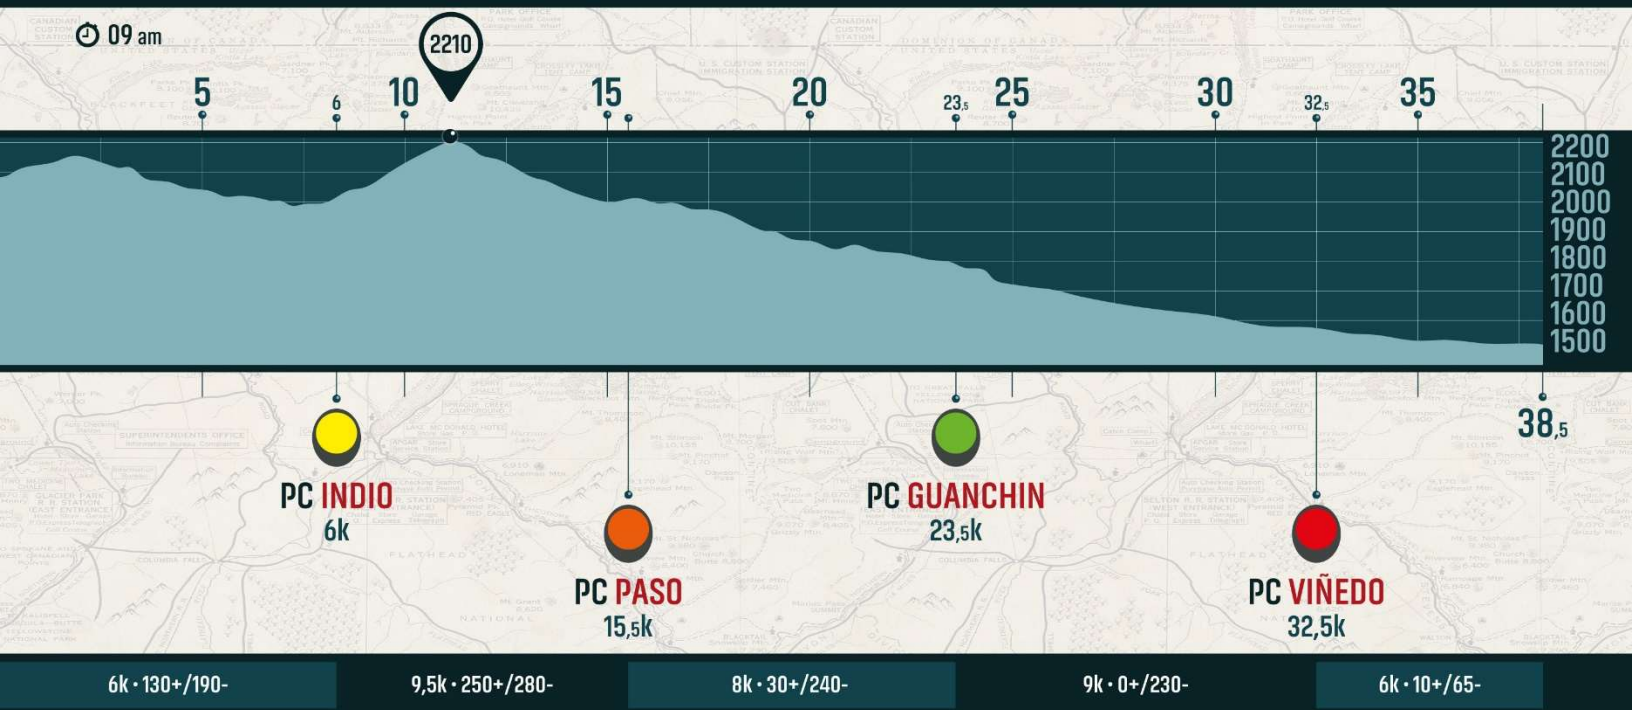 09 am
2210
5
6
10
15
20
23,5
25
30
32,5
35
2200
2100
2000
1900
1800
1700
1600
1500
38,5
PC INDIO
6k
PC GUANCHIN
23,5k
PC PASO
15,5k
PC VIÑEDO
32,5k
6k · 130+/190-
9,5k · 250+/280-
8k · 30+/240-
9k · 0+/230-
6k · 10+/65-